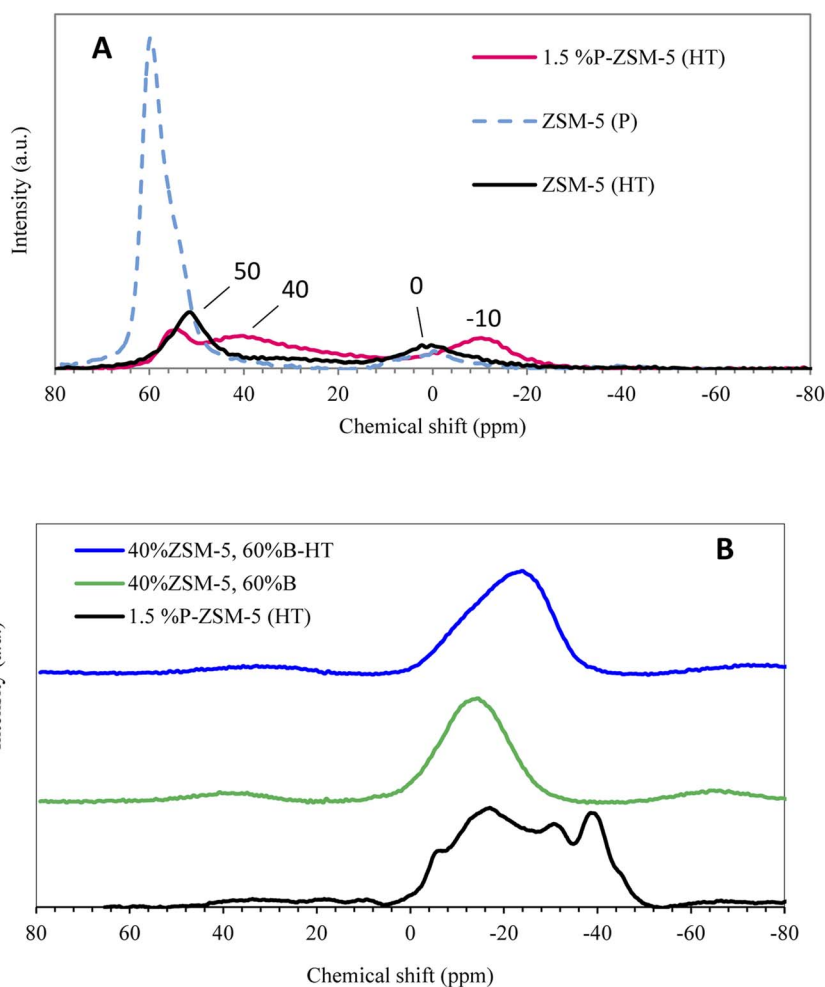 A
1.5 %P-ZSM-5 (HT)
ZSM-5 (P)
ZSM-5 (HT)
Intensity (a.u.)
50
40
0
-10
80 60 40 20 0 -20 -40 -60 -80
Chemical shift (ppm)
B
40%ZSM-5, 60%B-HT
40%ZSM-5, 60%B
1.5 %P-ZSM-5 (HT)
80 60 40 20 0 -20 -40 -60 -80
Chemical shift (ppm)